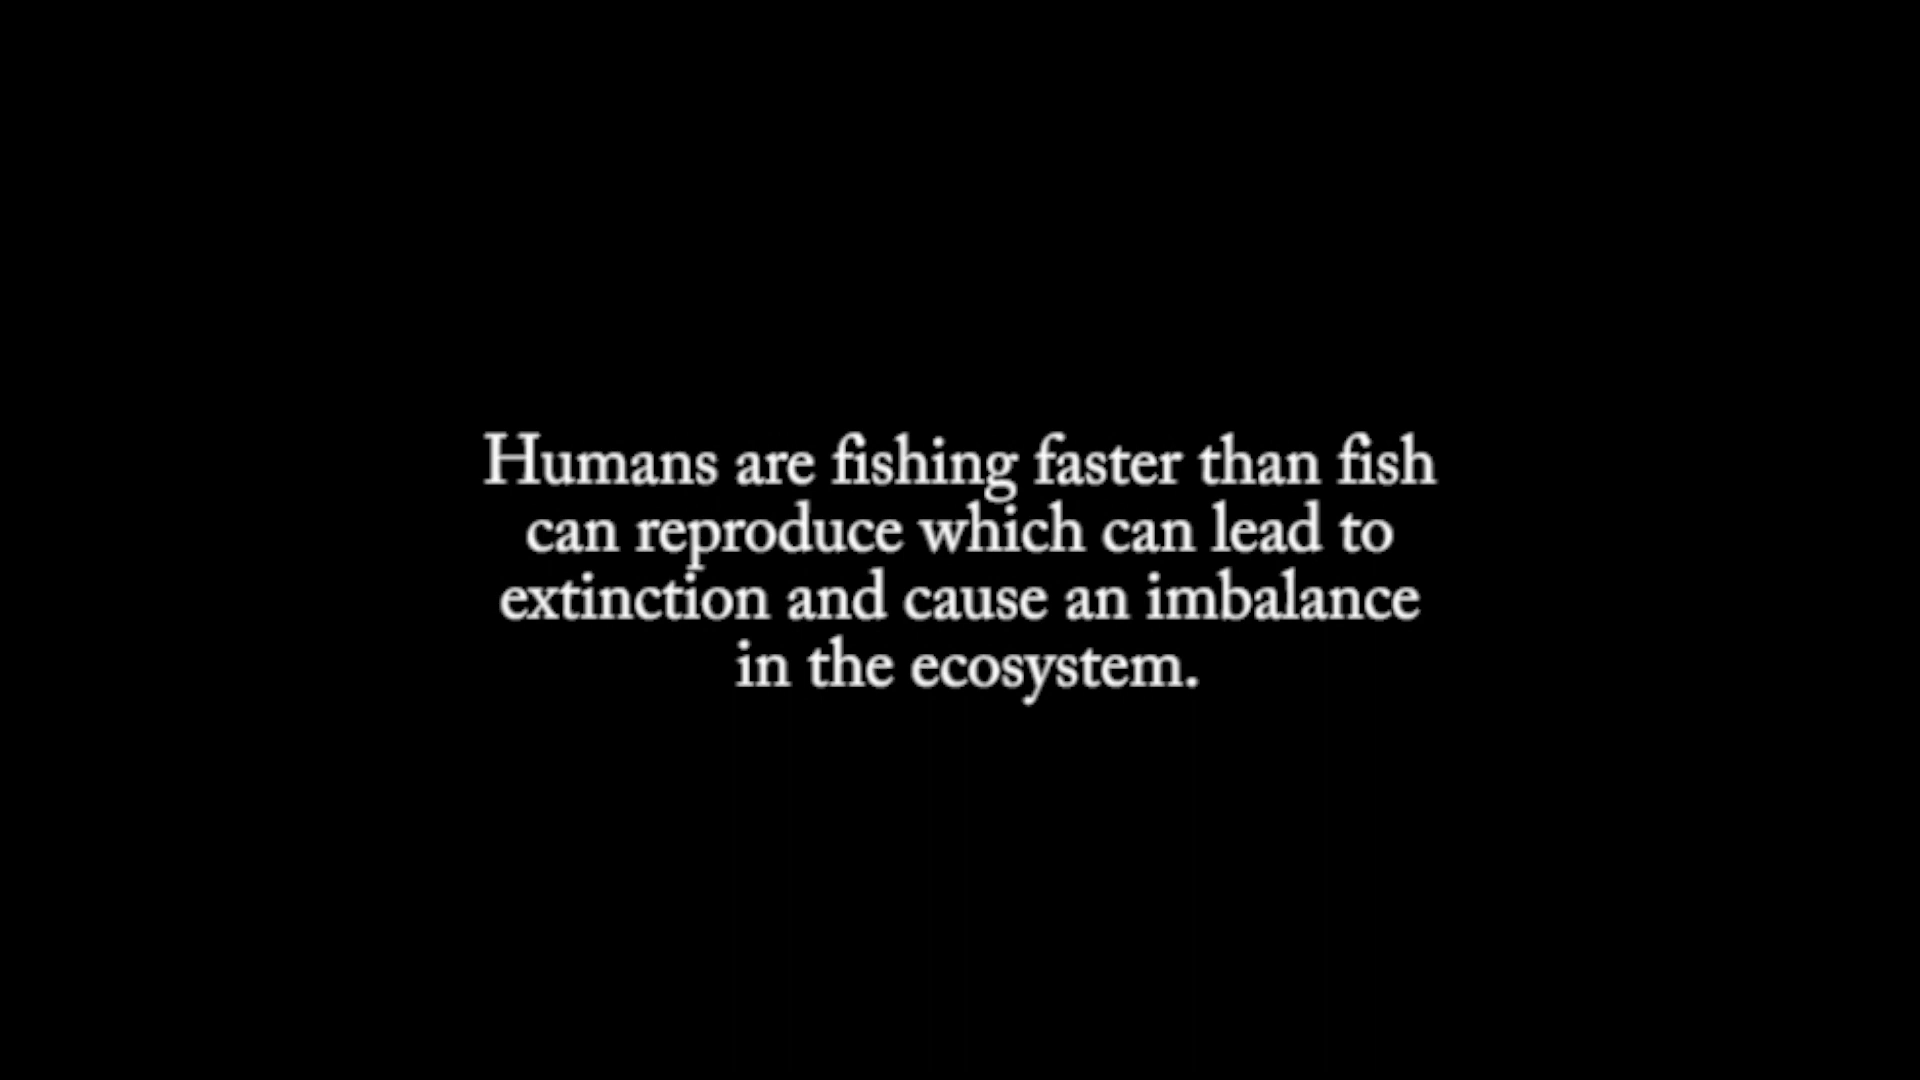 Humans are fishing faster than fish
can reproduce which can lead to
extinction and cause an imbalance
in the ecosystem.